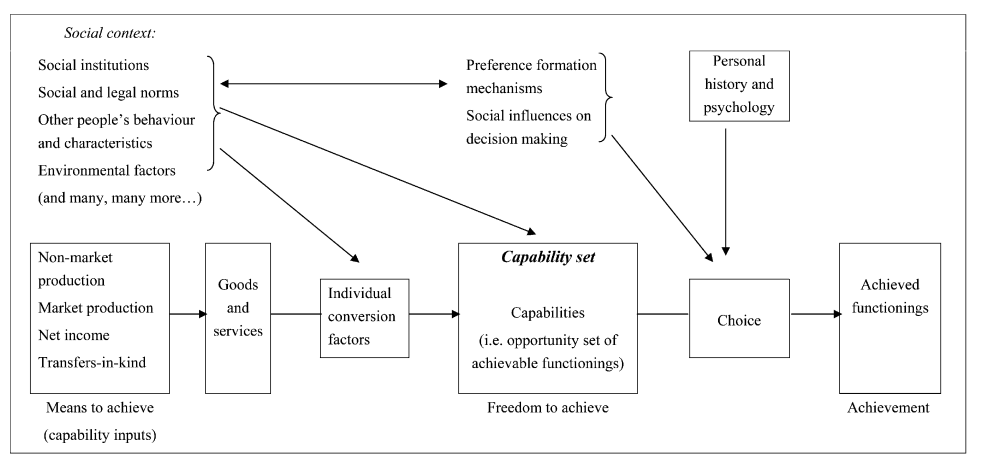 Social context:
Social institutions
Social and legal norms
Other people's behaviour
and characteristics
Environmental factors
(and many, many more…)
Preference formation
mechanisms
Social influences on
decision making
Personal
history and
psychology
Non-market
production
Market production
Net income
Transfers-in-kind
Goods
and
services
Individual
conversion
factors
Capability set
Capabilities
(i.e. opportunity set of
achievable functionings)
Choice
Achieved
functionings
Means to achieve
(capability inputs)
Freedom to achieve
Achievement